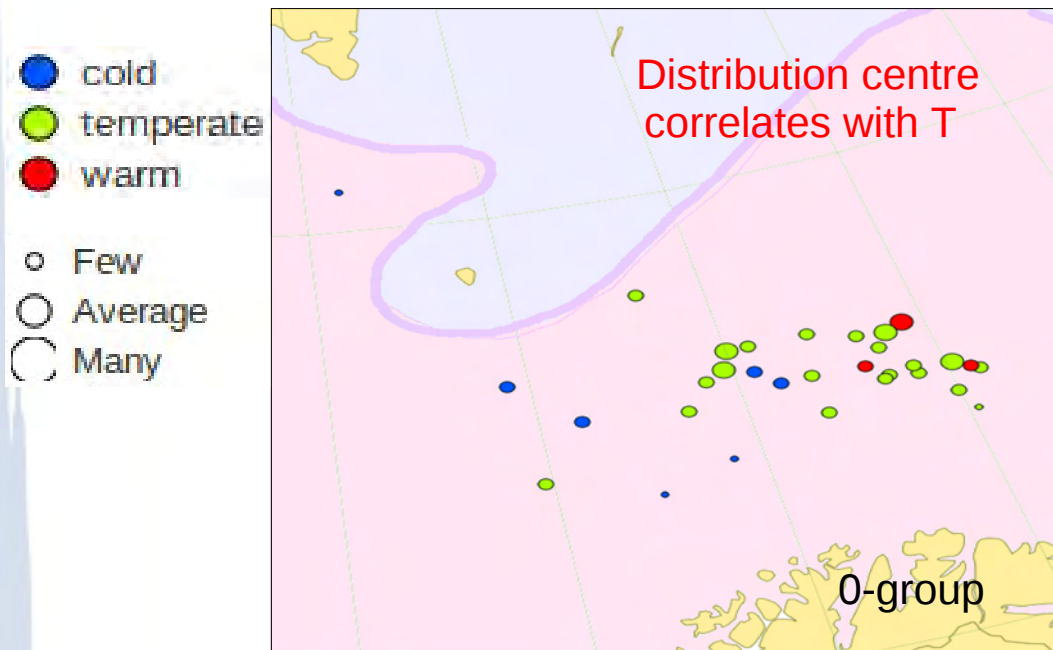 cold
temperate
warm
Few
Average
Many
Distribution centre
correlates with T
0-group